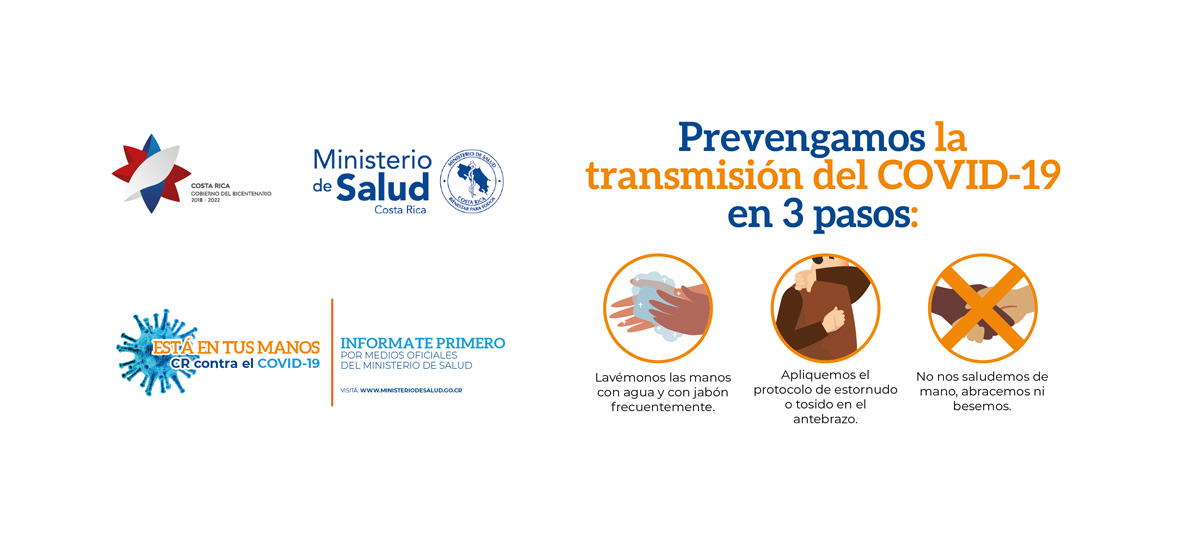 COSTA RICA
GOBIERNO DEL BICENTENARIO
2018 - 2022
Ministerio
de Salud
Costa Rica
MINISTERIO DE SALUD
COSTA RICA
BIENESTAR PARA TODOS
ESTÁ EN TUS MANOS
CR contra el COVID-19
INFORMATE PRIMERO
POR MEDIOS OFICIALES
DEL MINISTERIO DE SALUD
VISITÁ: WWW.MINISTERIODESALUD.GO.CR
Prevengamos la
transmisión del COVID-19
en 3 pasos:
Lavémonos las manos
con agua y con jabón
frecuentemente.
Apliquemos el
protocolo de estornudo
o tosido en el
antebrazo.
No nos saludemos de
mano, abracemos ni
besemos.